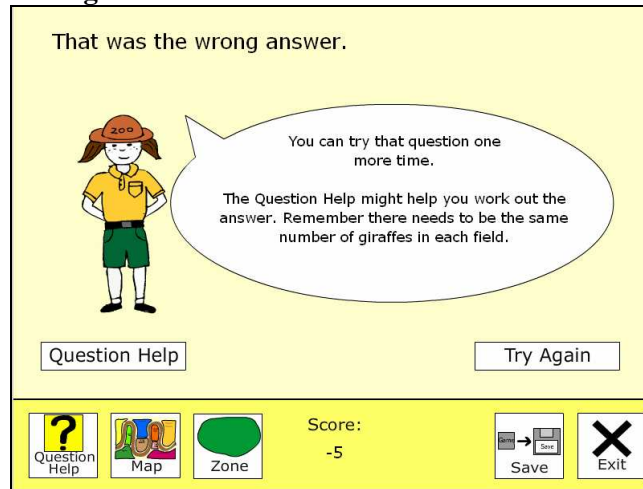 That was the wrong answer.
200
You can try that question one
more time.
The Question Help might help you work out the
answer. Remember there needs to be the same
number of giraffes in each field.
Question Help
Try Again
?
Question
Help
Map
Zone
Score:
-5
Game
Save
Save
Exit